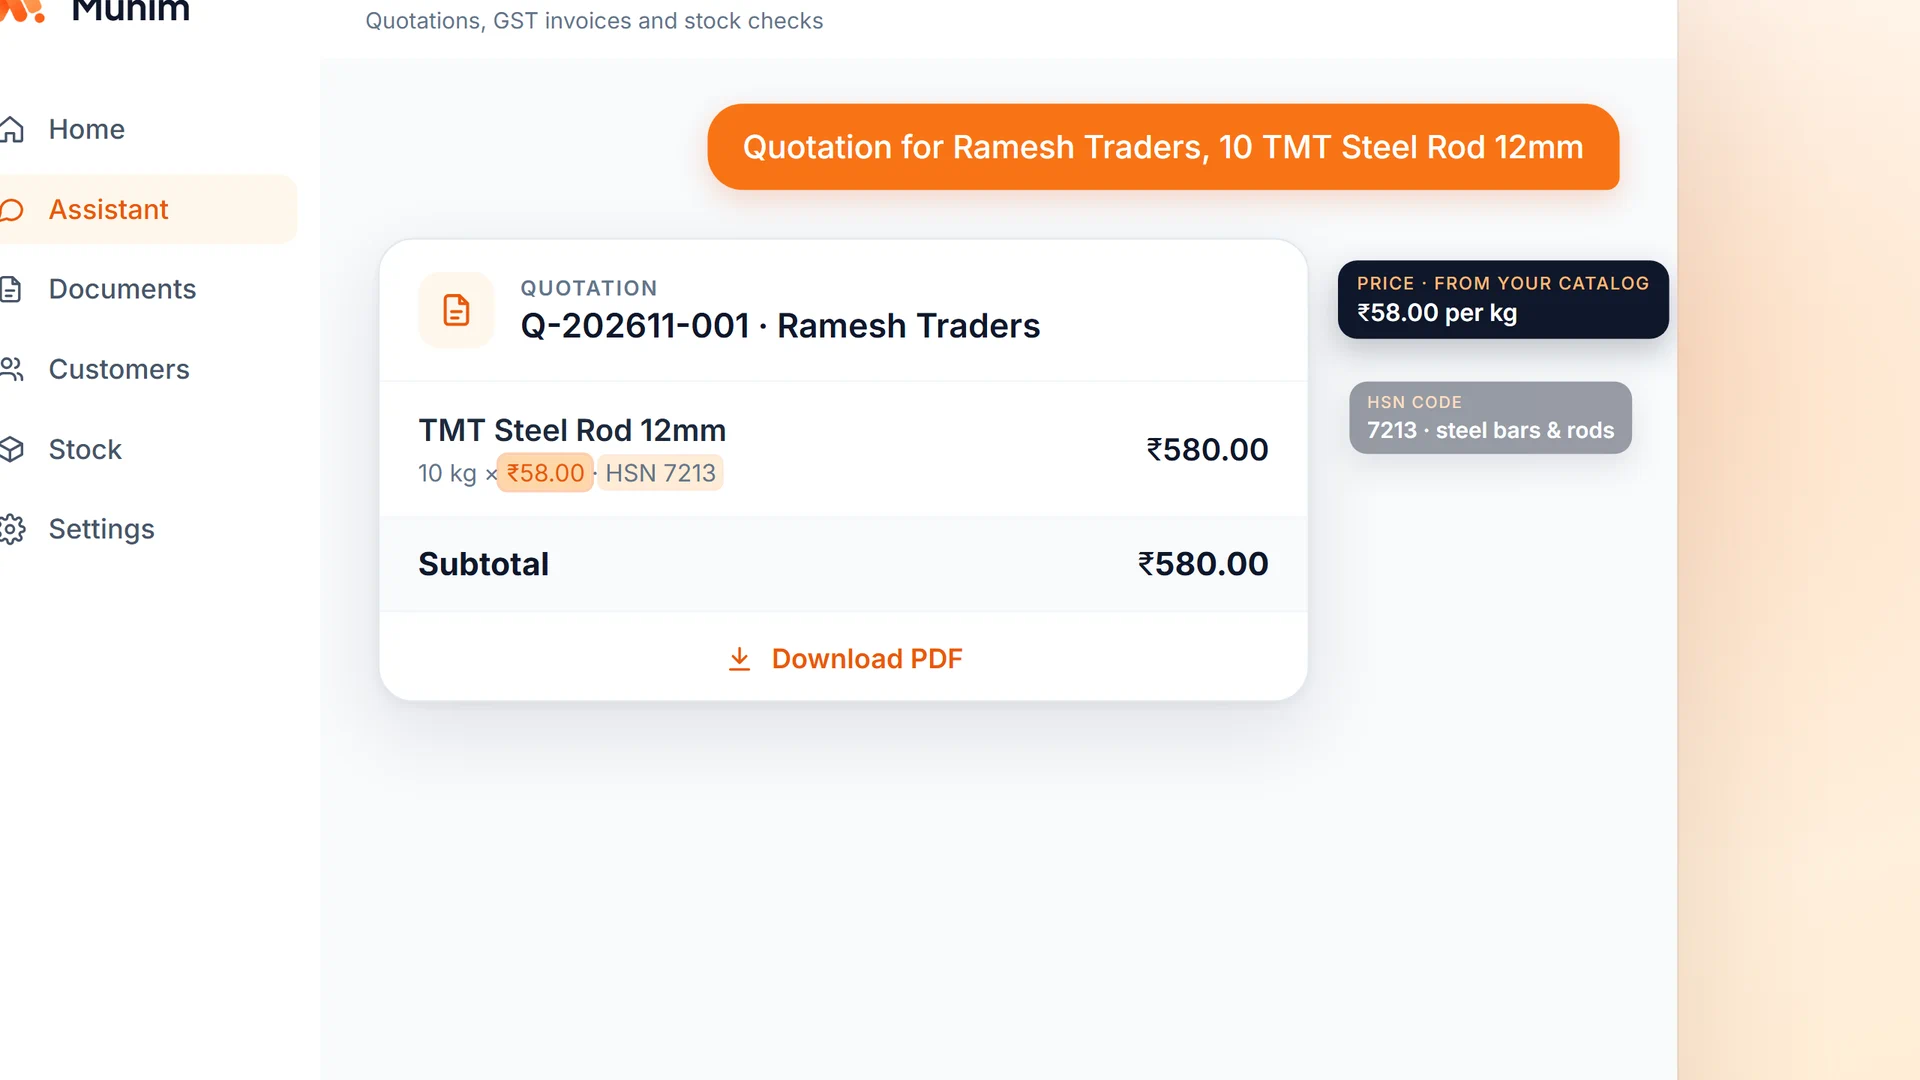 Munim
Quotations, GST invoices and stock checks
Home
Assistant
Documents
Customers
Stock
Settings
Quotation for Ramesh Traders, 10 TMT Steel Rod 12mm
QUOTATION
Q-202611-001 · Ramesh Traders
TMT Steel Rod 12mm
10 kg × ₹58.00 · HSN 7213
₹580.00
Subtotal
₹580.00
Download PDF
PRICE · FROM YOUR CATALOG
₹58.00 per kg
HSN CODE
7213 · steel bars & rods